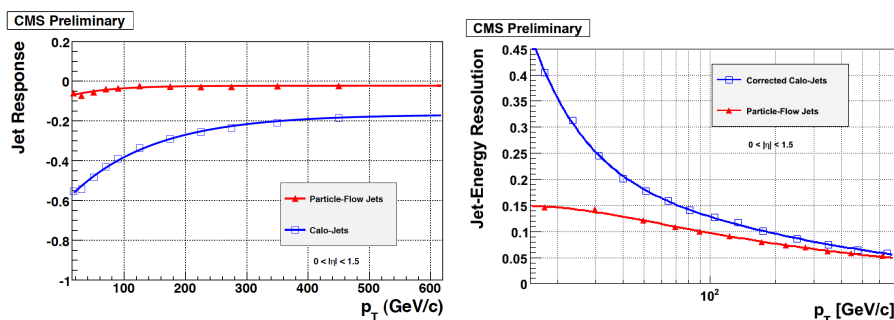 CMS Preliminary
Jet Response
0.2
0
-0.2
-0.4
-0.6
-0.8
-1
Particle-Flow Jets
Calo-Jets
0 < |η| < 1.5
100 200 300 400 500 600
p_T (GeV/c)
CMS Preliminary
Jet-Energy Resolution
0.45
0.4
0.35
0.3
0.25
0.2
0.15
0.1
0.05
0
Corrected Calo-Jets
Particle-Flow Jets
0 < |η| < 1.5
10²
p_T [GeV/c]